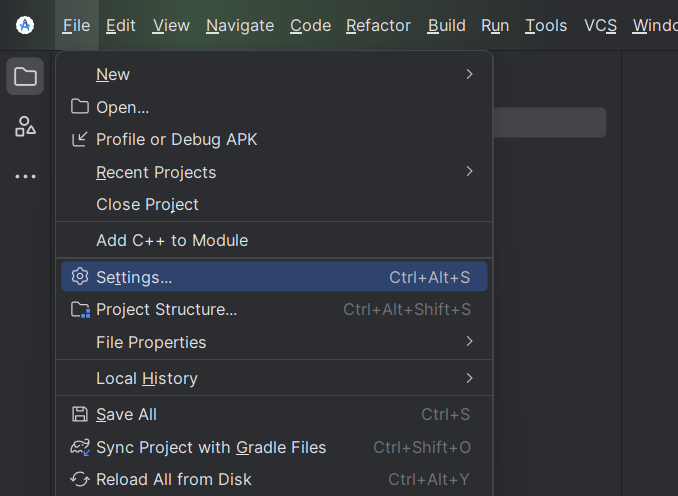 File Edit View Navigate Code Refactor Build Run Tools VCS Windo
New
Open...
Profile or Debug APK
Recent Projects
Close Project
Add C++ to Module
Settings... Ctrl+Alt+S
Project Structure... Ctrl+Alt+Shift+S
File Properties
Local History
Save All Ctrl+S
Sync Project with Gradle Files Ctrl+Shift+O
Reload All from Disk Ctrl+Alt+Y